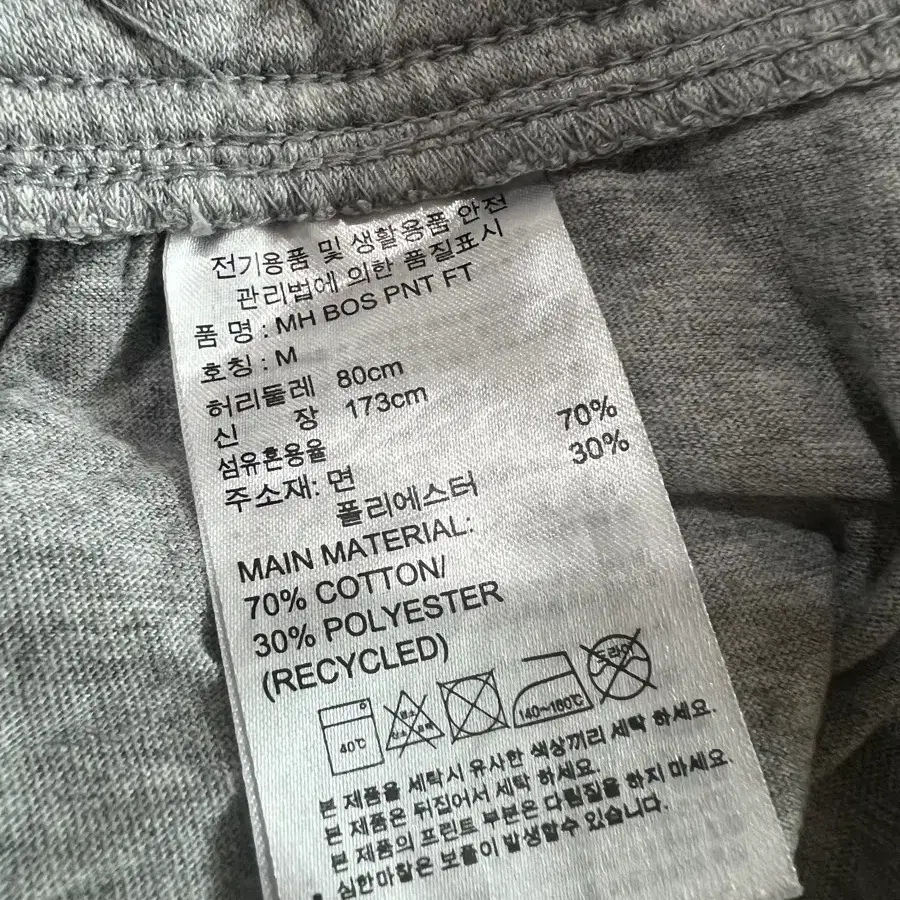 전기용품 및 생활용품 안전
관리법에 의한 품질표시
품 명 : MH BOS PNT FT
호칭 : M
허리둘레 80cm
신 장 173cm
섬유혼용율
주소재: 면 70%
폴리에스터 30%
MAIN MATERIAL:
70% COTTON/
30% POLYESTER
(RECYCLED)
40℃
140~160℃
드라이
본 제품을 세탁시 유사한 색상끼리 세탁 하세요.
본 제품은 뒤집어서 세탁 하세요.
본 제품의 프린트 부분은 다림질을 하지 마세요.
심한마찰은 보풀이 발생할수 있습니다.